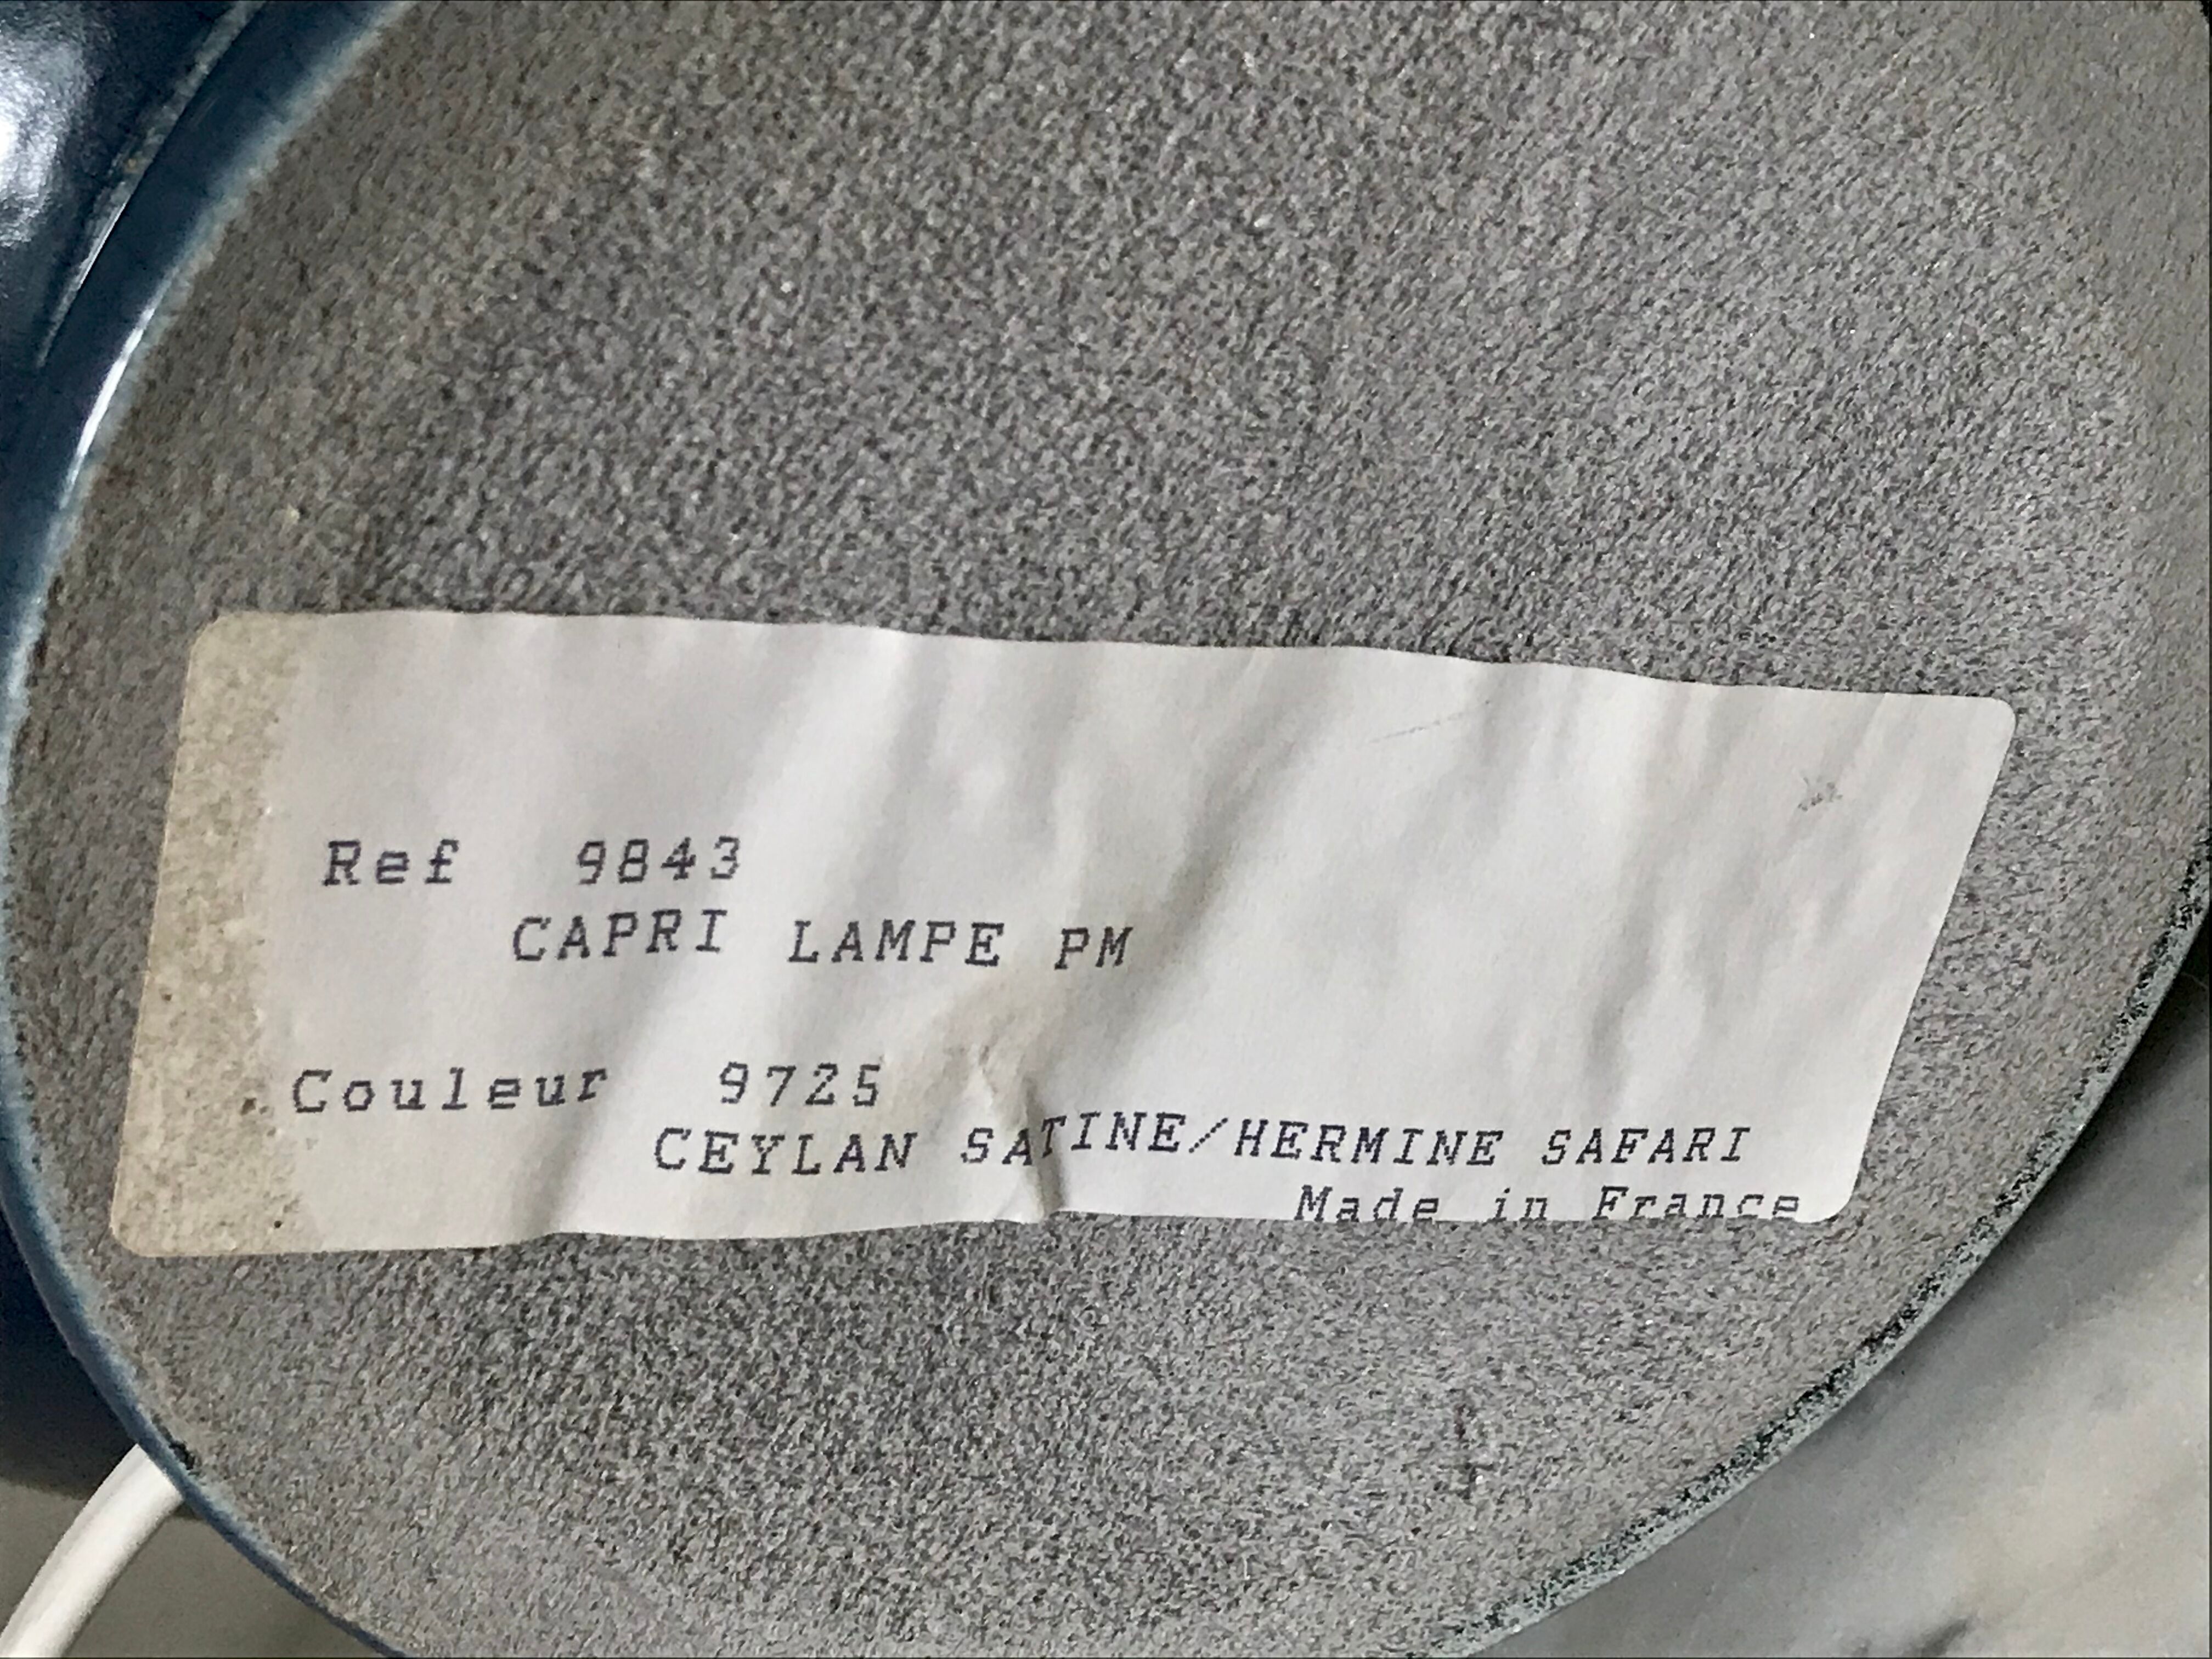 Ref 9843
CAPRI LAMPE PM
Couleur 9725
CEYLAN SATINE/HERMINE SAFARI
Made in France